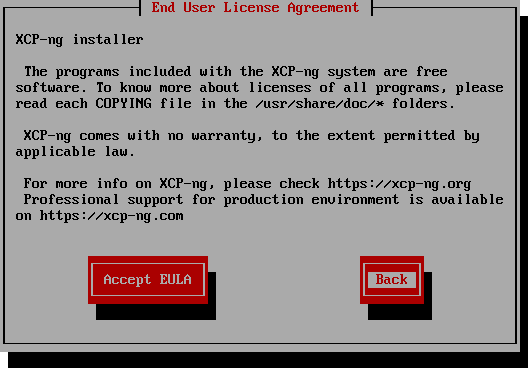 End User License Agreement
XCP-ng installer
The programs included with the XCP-ng system are free
software. To know more about licenses of all programs, please
read each COPYING file in the /usr/share/doc/* folders.
XCP-ng comes with no warranty, to the extent permitted by
applicable law.
For more info on XCP-ng, please check https://xcp-ng.org
Professional support for production environment is available
on https://xcp-ng.com
Accept EULA
Back